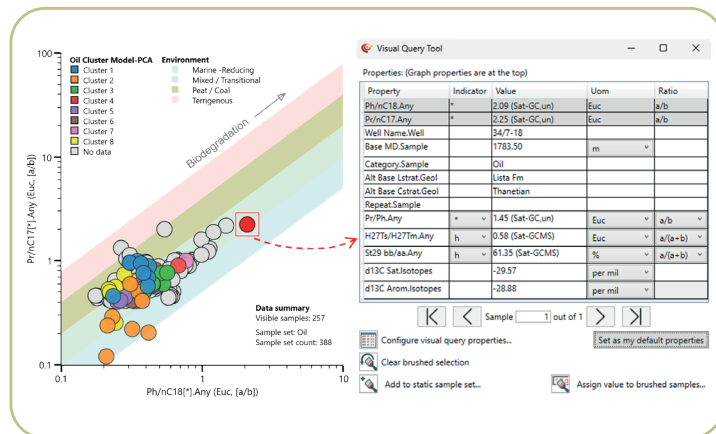 100
10
1
0.1
0.1
1
10
Pr/nC17[*].Any (Euc, [a/b])
Ph/nC18[*].Any (Euc, [a/b])
Oil Cluster Model-PCA
Cluster 1
Cluster 2
Cluster 3
Cluster 4
Cluster 5
Cluster 6
Cluster 7
Cluster 8
No data
Environment
Marine -Reducing
Mixed / Transitional
Peat / Coal
Terrigenous
Biodegradation
Data summary
Visible samples: 257
Sample set: Oil
Sample set count: 388
Visual Query Tool
Properties: (Graph properties are at the top)
Property Indicator Value Uom Ratio
Ph/nC18.Any * 2.09 (Sat-GC,un) Euc a/b
Pr/nC17.Any * 2.25 (Sat-GC,un) Euc a/b
Well Name.Well 34/7-18
Base MD.Sample 1783.50 m
Category.Sample Oil
Alt Base Lstrat.Geol Lista Fm
Alt Base Cstrat.Geol Thanetian
Repeat.Sample
Pr/Ph.Any * 1.45 (Sat-GC,un) Euc a/b
H27Ts/H27Tm.Any h 0.58 (Sat-GCMS) Euc a/(a+b)
St29 bb/aa.Any h 61.35 (Sat-GCMS) % a/(a+b)
d13C Sat.Isotopes -29.57 per mil
d13C Arom.Isotopes -28.88 per mil
Sample 1 out of 1
Configure visual query properties...
Set as my default properties
Clear brushed selection
Add to static sample set...
Assign value to brushed samples...